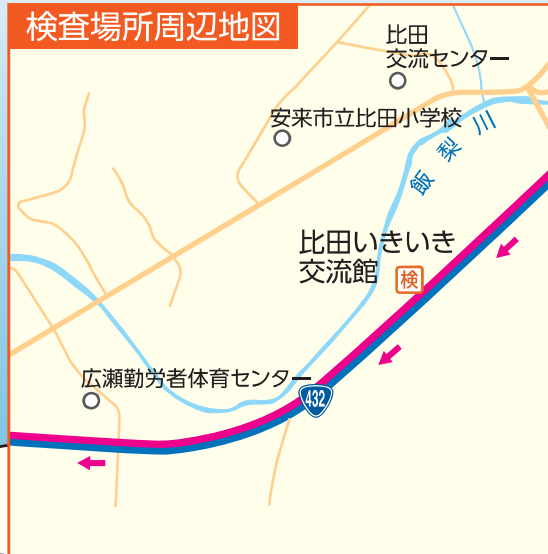 検査場所周辺地図
比田
交流センター
安来市立比田小学校
飯梨川
比田いきいき
交流館
検
広瀬勤労者体育センター
432